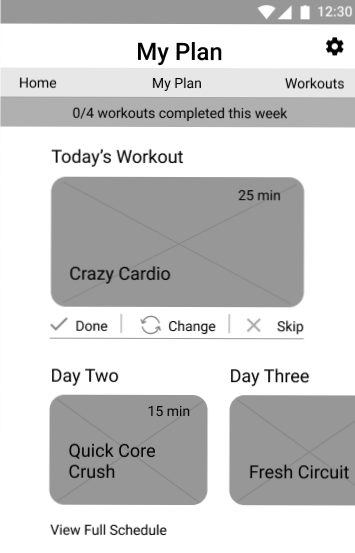 12:30
My Plan
Home My Plan Workouts
0/4 workouts completed this week
Today’s Workout
25 min
Crazy Cardio
Done Change Skip
Day Two Day Three
15 min
Quick Core
Crush
Fresh Circuit
View Full Schedule